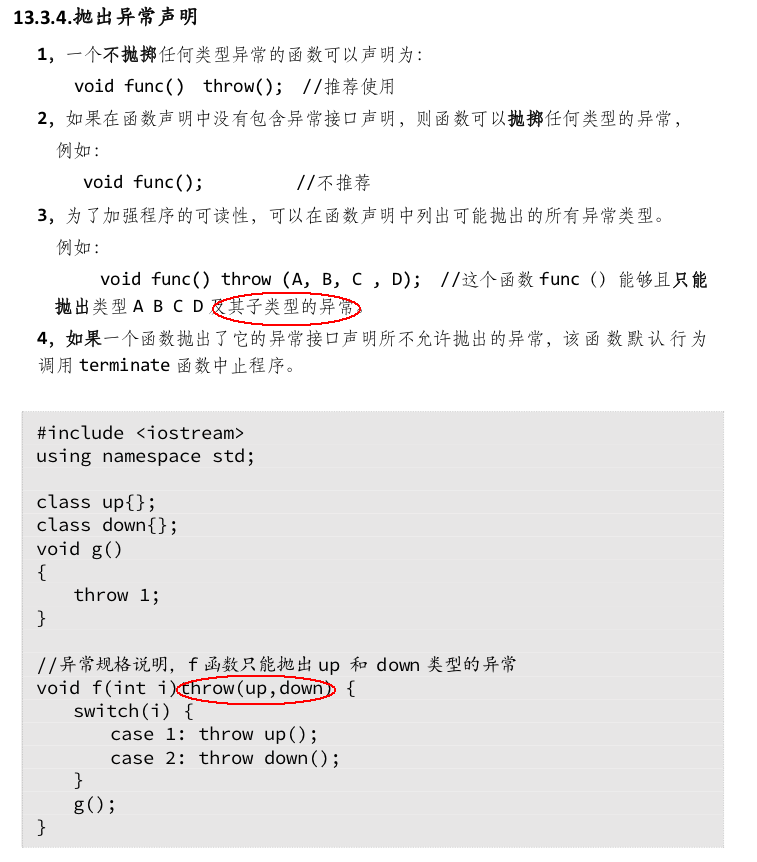 13.3.4.抛出异常声明
1，一个不抛掷任何类型异常的函数可以声明为：
void func() throw(); //推荐使用
2，如果在函数声明中没有包含异常接口声明，则函数可以抛掷任何类型的异常，
例如：
void func(); //不推荐
3，为了加强程序的可读性，可以在函数声明中列出可能抛出的所有异常类型。
例如：
void func() throw (A, B, C , D); //这个函数 func（）能够且只能
抛出类型 A B C D 及其子类型的异常
4，如果一个函数抛出了它的异常接口声明所不允许抛出的异常，该函数默认行为
调用 terminate 函数中止程序。
#include <iostream>
using namespace std;
class up{};
class down{};
void g()
{
throw 1;
}
//异常规格说明，f 函数只能抛出 up 和 down 类型的异常
void f(int i)throw(up,down) {
switch(i) {
case 1: throw up();
case 2: throw down();
}
g();
}